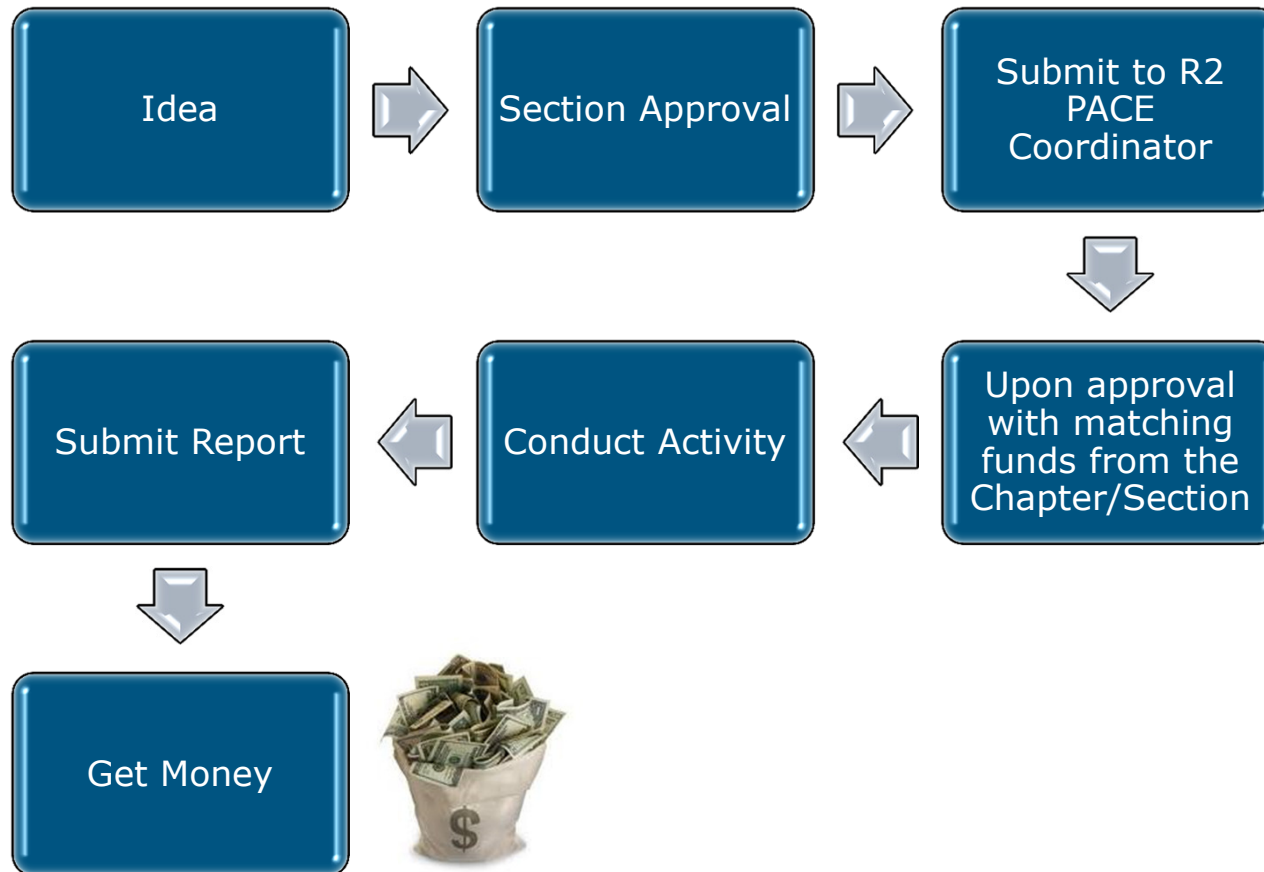 Idea
Section Approval
Submit to R2
PACE
Coordinator
Upon approval
with matching
funds from the
Chapter/Section
Conduct Activity
Submit Report
Get Money
$